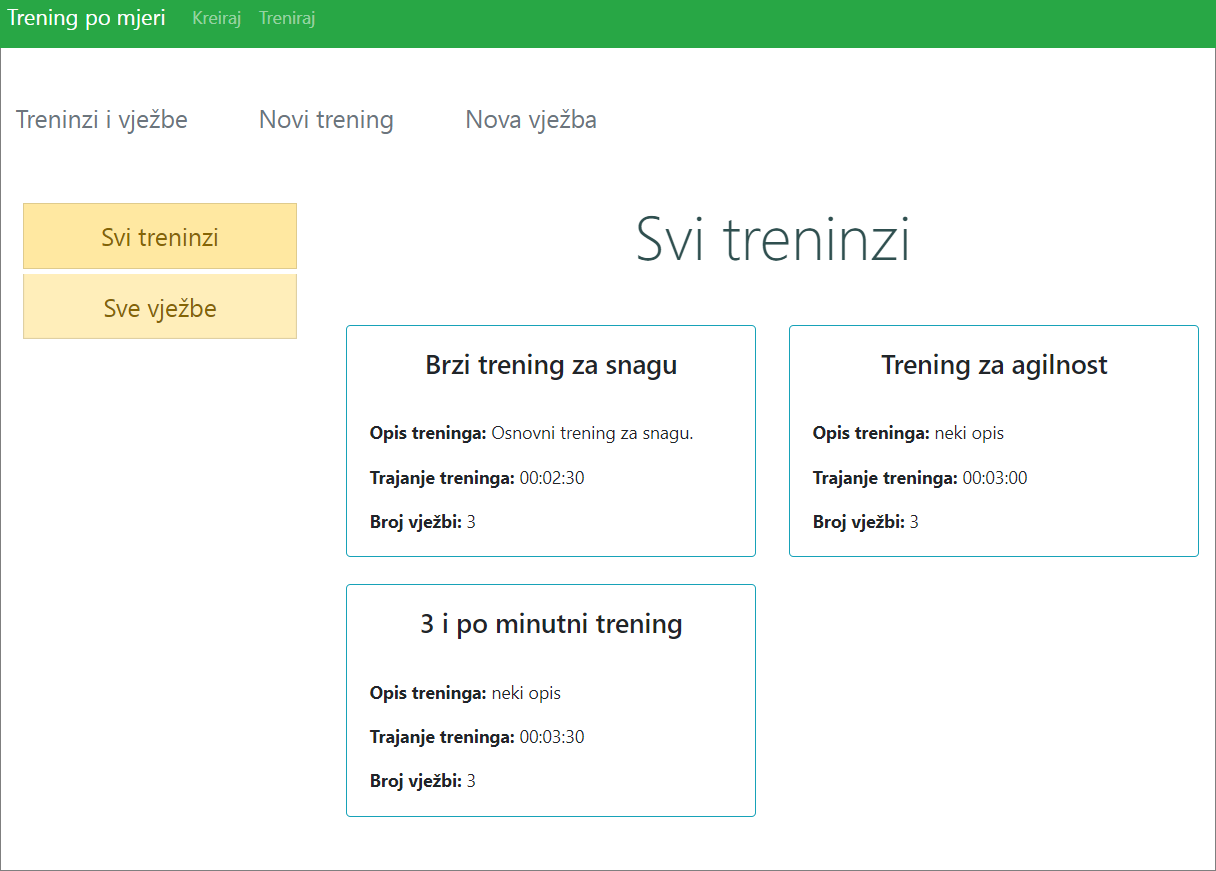 Trening po mjeri Kreiraj Treniraj
Treninzi i vježbe Novi trening Nova vježba
Svi treninzi
Sve vježbe
Svi treninzi
Brzi trening za snagu
Opis treninga: Osnovni trening za snagu.
Trajanje treninga: 00:02:30
Broj vježbi: 3
Trening za agilnost
Opis treninga: neki opis
Trajanje treninga: 00:03:00
Broj vježbi: 3
3 i po minutni trening
Opis treninga: neki opis
Trajanje treninga: 00:03:30
Broj vježbi: 3